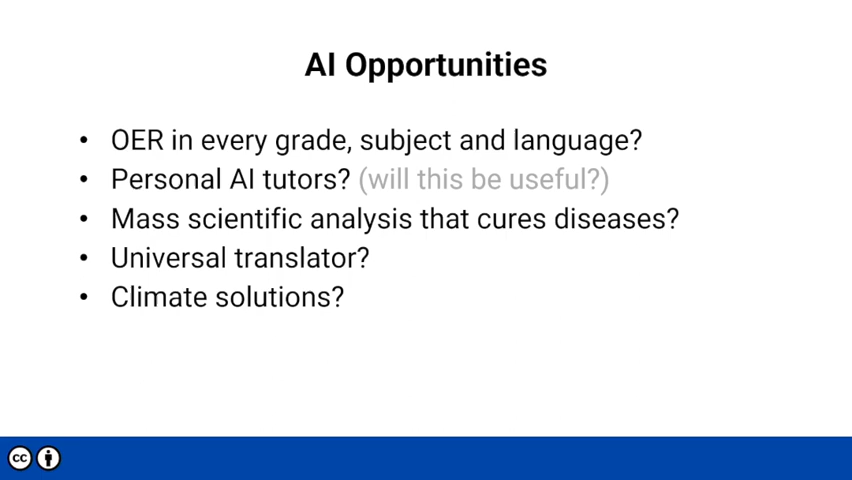 AI Opportunities
• OER in every grade, subject and language?
• Personal AI tutors? (will this be useful?)
• Mass scientific analysis that cures diseases?
• Universal translator?
• Climate solutions?
cc